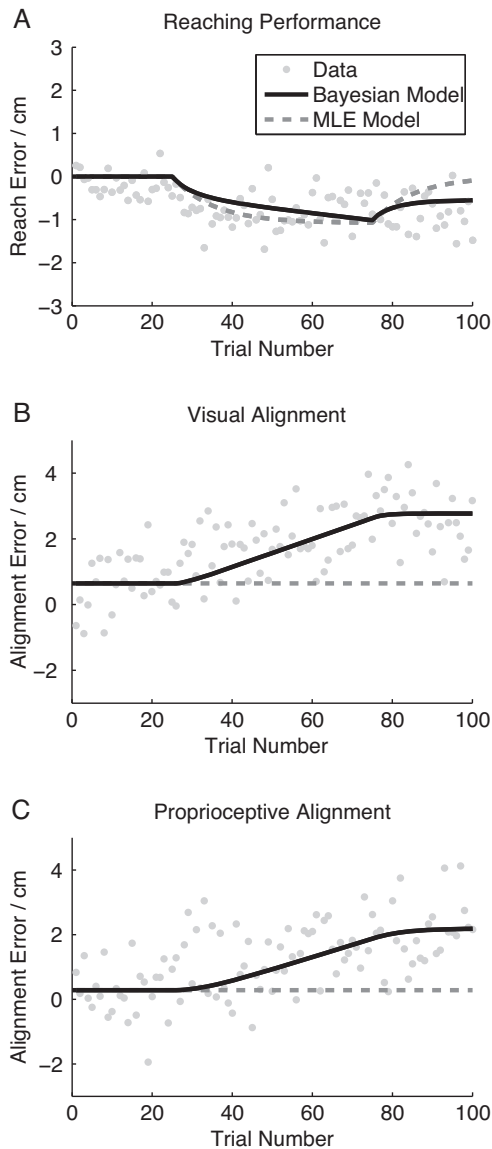 A
Reaching Performance
3
2
1
0
−1
−2
−3
Reach Error / cm
Data
Bayesian Model
MLE Model
0
20
40
60
80
100
Trial Number
B
Visual Alignment
4
2
0
−2
Alignment Error / cm
0
20
40
60
80
100
Trial Number
C
Proprioceptive Alignment
4
2
0
−2
Alignment Error / cm
0
20
40
60
80
100
Trial Number